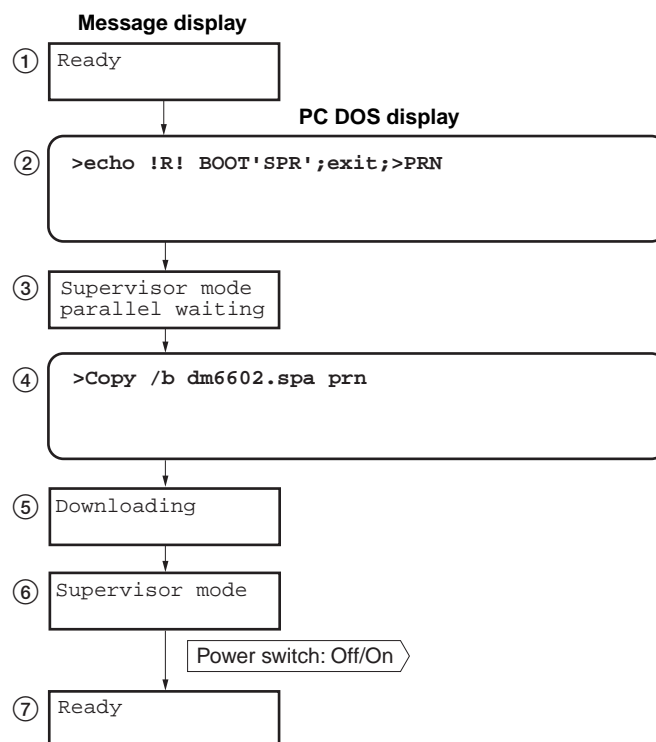 Message display
① Ready
PC DOS display
② >echo !R! BOOT'SPR';exit;>PRN
③ Supervisor mode
parallel waiting
④ >Copy /b dm6602.spa prn
⑤ Downloading
⑥ Supervisor mode
Power switch: Off/On
⑦ Ready